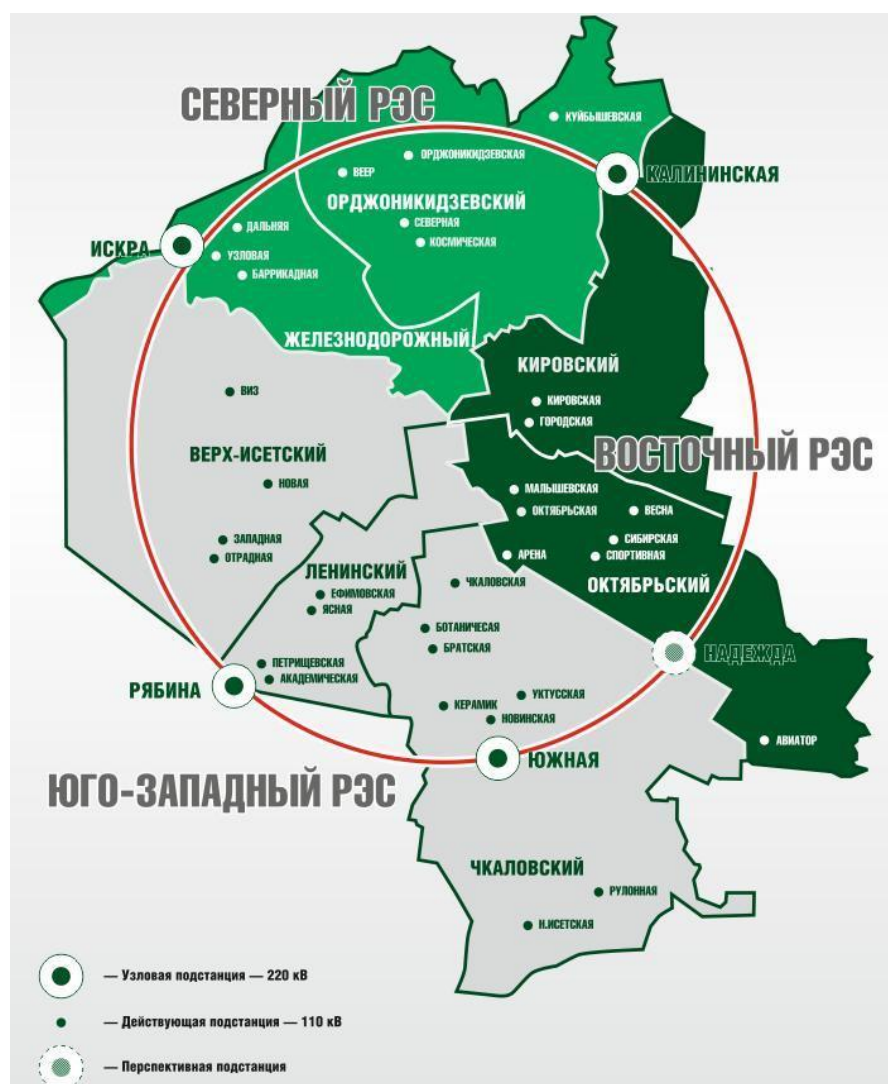 СЕВЕРНЫЙ РЭС
КУЙБЫШЕВСКАЯ
ОРДЖОНИКИДЗЕВСКАЯ
ВЕЕР
КАЛИНИНСКАЯ
ОРДЖОНИКИДЗЕВСКИЙ
ДАЛЬНЯЯ
СЕВЕРНАЯ
ИСКРА
КОСМИЧЕСКАЯ
УЗЛОВАЯ
БАРРИКАДНАЯ
ЖЕЛЕЗНОДОРОЖНЫЙ
КИРОВСКИЙ
ВИЗ
КИРОВСКАЯ
ГОРОДСКАЯ
ВЕРХ-ИСЕТСКИЙ
ВОСТОЧНЫЙ РЭС
НОВАЯ
МАЛЫШЕВСКАЯ
ОКТЯБРЬСКАЯ
ВЕСНА
ЗАПАДНАЯ
СИБИРСКАЯ
ОТРАДНАЯ
АРЕНА
СПОРТИВНАЯ
ЛЕНИНСКИЙ
ЧКАЛОВСКАЯ
ОКТЯБРЬСКИЙ
ЕФИМОВСКАЯ
ЯСНАЯ
БОТАНИЧЕСАЯ
БРАТСКАЯ
НАДЕЖДА
ПЕТРИЩЕВСКАЯ
АКАДЕМИЧЕСКАЯ
РЯБИНА
УКТУССКАЯ
КЕРАМИК
НОВИНСКАЯ
АВИАТОР
ЮЖНАЯ
ЮГО-ЗАПАДНЫЙ РЭС
ЧКАЛОВСКИЙ
РУЛОННАЯ
Н.ИСЕТСКАЯ
— Узловая подстанция — 220 кВ
— Действующая подстанция — 110 кВ
— Перспективная подстанция